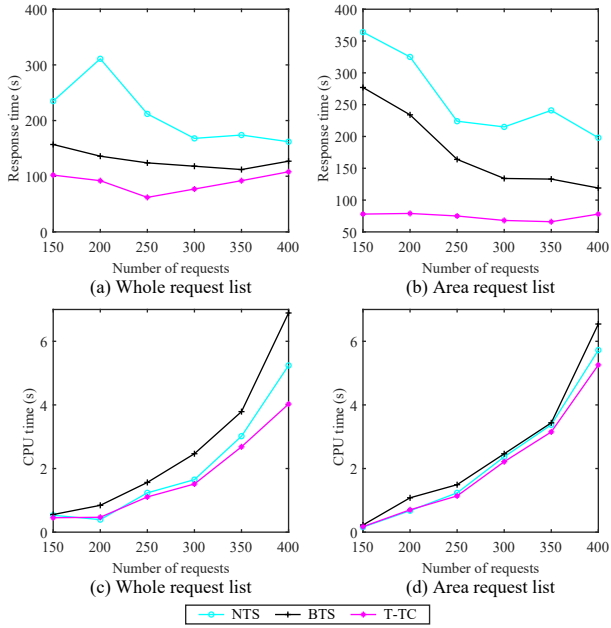 400
300
200
100
0
Response time (s)
150 200 250 300 350 400
Number of requests
(a) Whole request list
400
350
300
250
200
150
100
50
Response time (s)
150 200 250 300 350 400
Number of requests
(b) Area request list
6
4
2
0
CPU time (s)
150 200 250 300 350 400
Number of requests
(c) Whole request list
6
4
2
0
CPU time (s)
150 200 250 300 350 400
Number of requests
(d) Area request list
NTS BTS T-TC